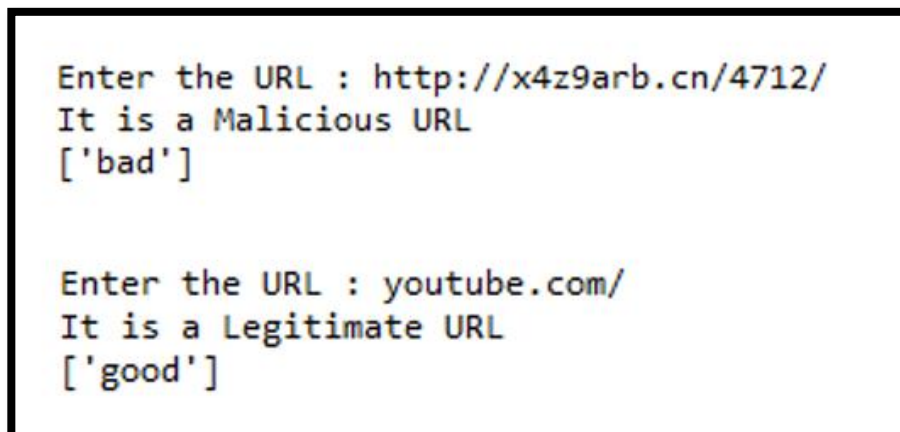 Enter the URL : http://x4z9arb.cn/4712/
It is a Malicious URL
['bad']
Enter the URL : youtube.com/
It is a Legitimate URL
['good']